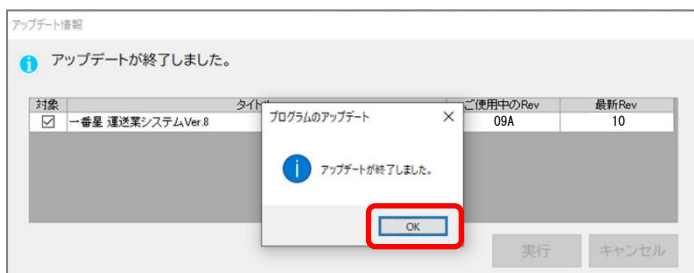 アップデート情報
アップデートが終了しました。
対象 タイトル ご使用中のRev 最新Rev
一番星 運送業システムVer.8 09A 10
プログラムのアップデート
アップデートが終了しました。
OK
実行 キャンセル